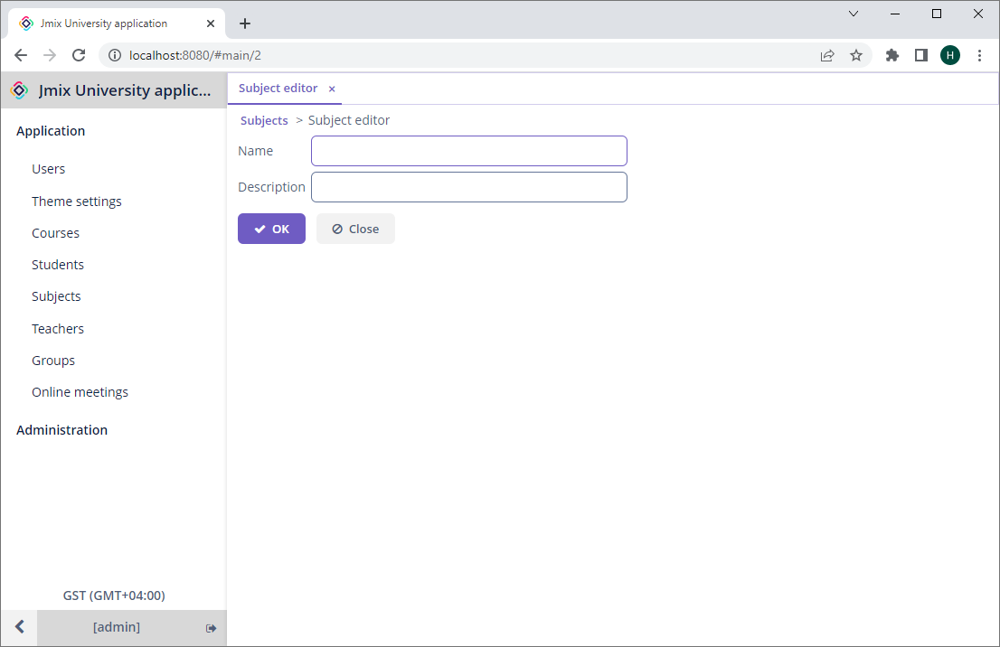 Jmix University application
localhost:8080/#main/2
H
Jmix University applic...
Subject editor
Application
Subjects > Subject editor
Name
Description
Users
Theme settings
OK
Close
Courses
Students
Subjects
Teachers
Groups
Online meetings
Administration
GST (GMT+04:00)
[admin]